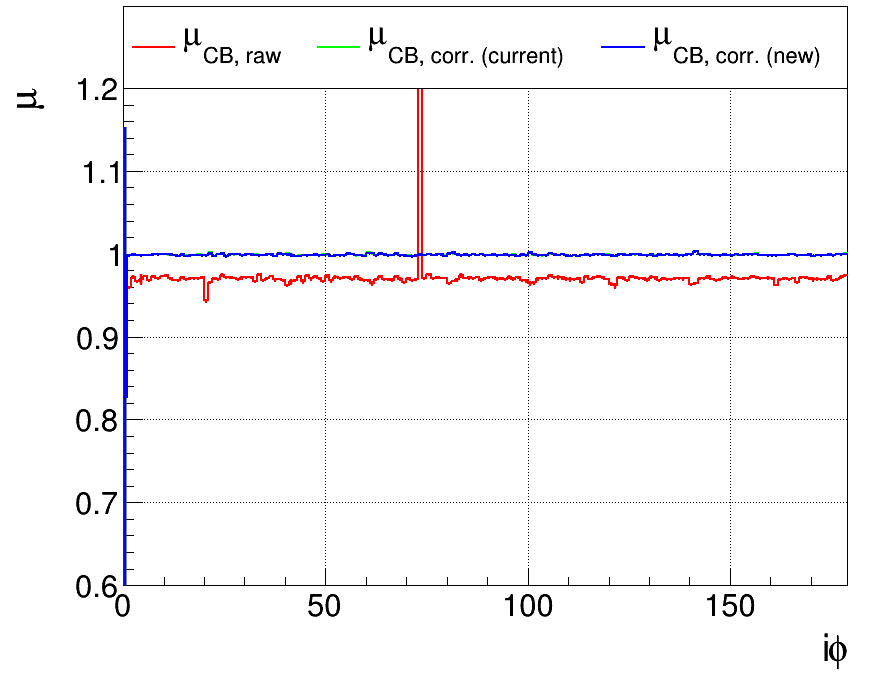 μCB, raw μCB, corr. (current) μCB, corr. (new)
μ
1.2
1.1
1
0.9
0.8
0.7
0.6
0 50 100 150
iϕ